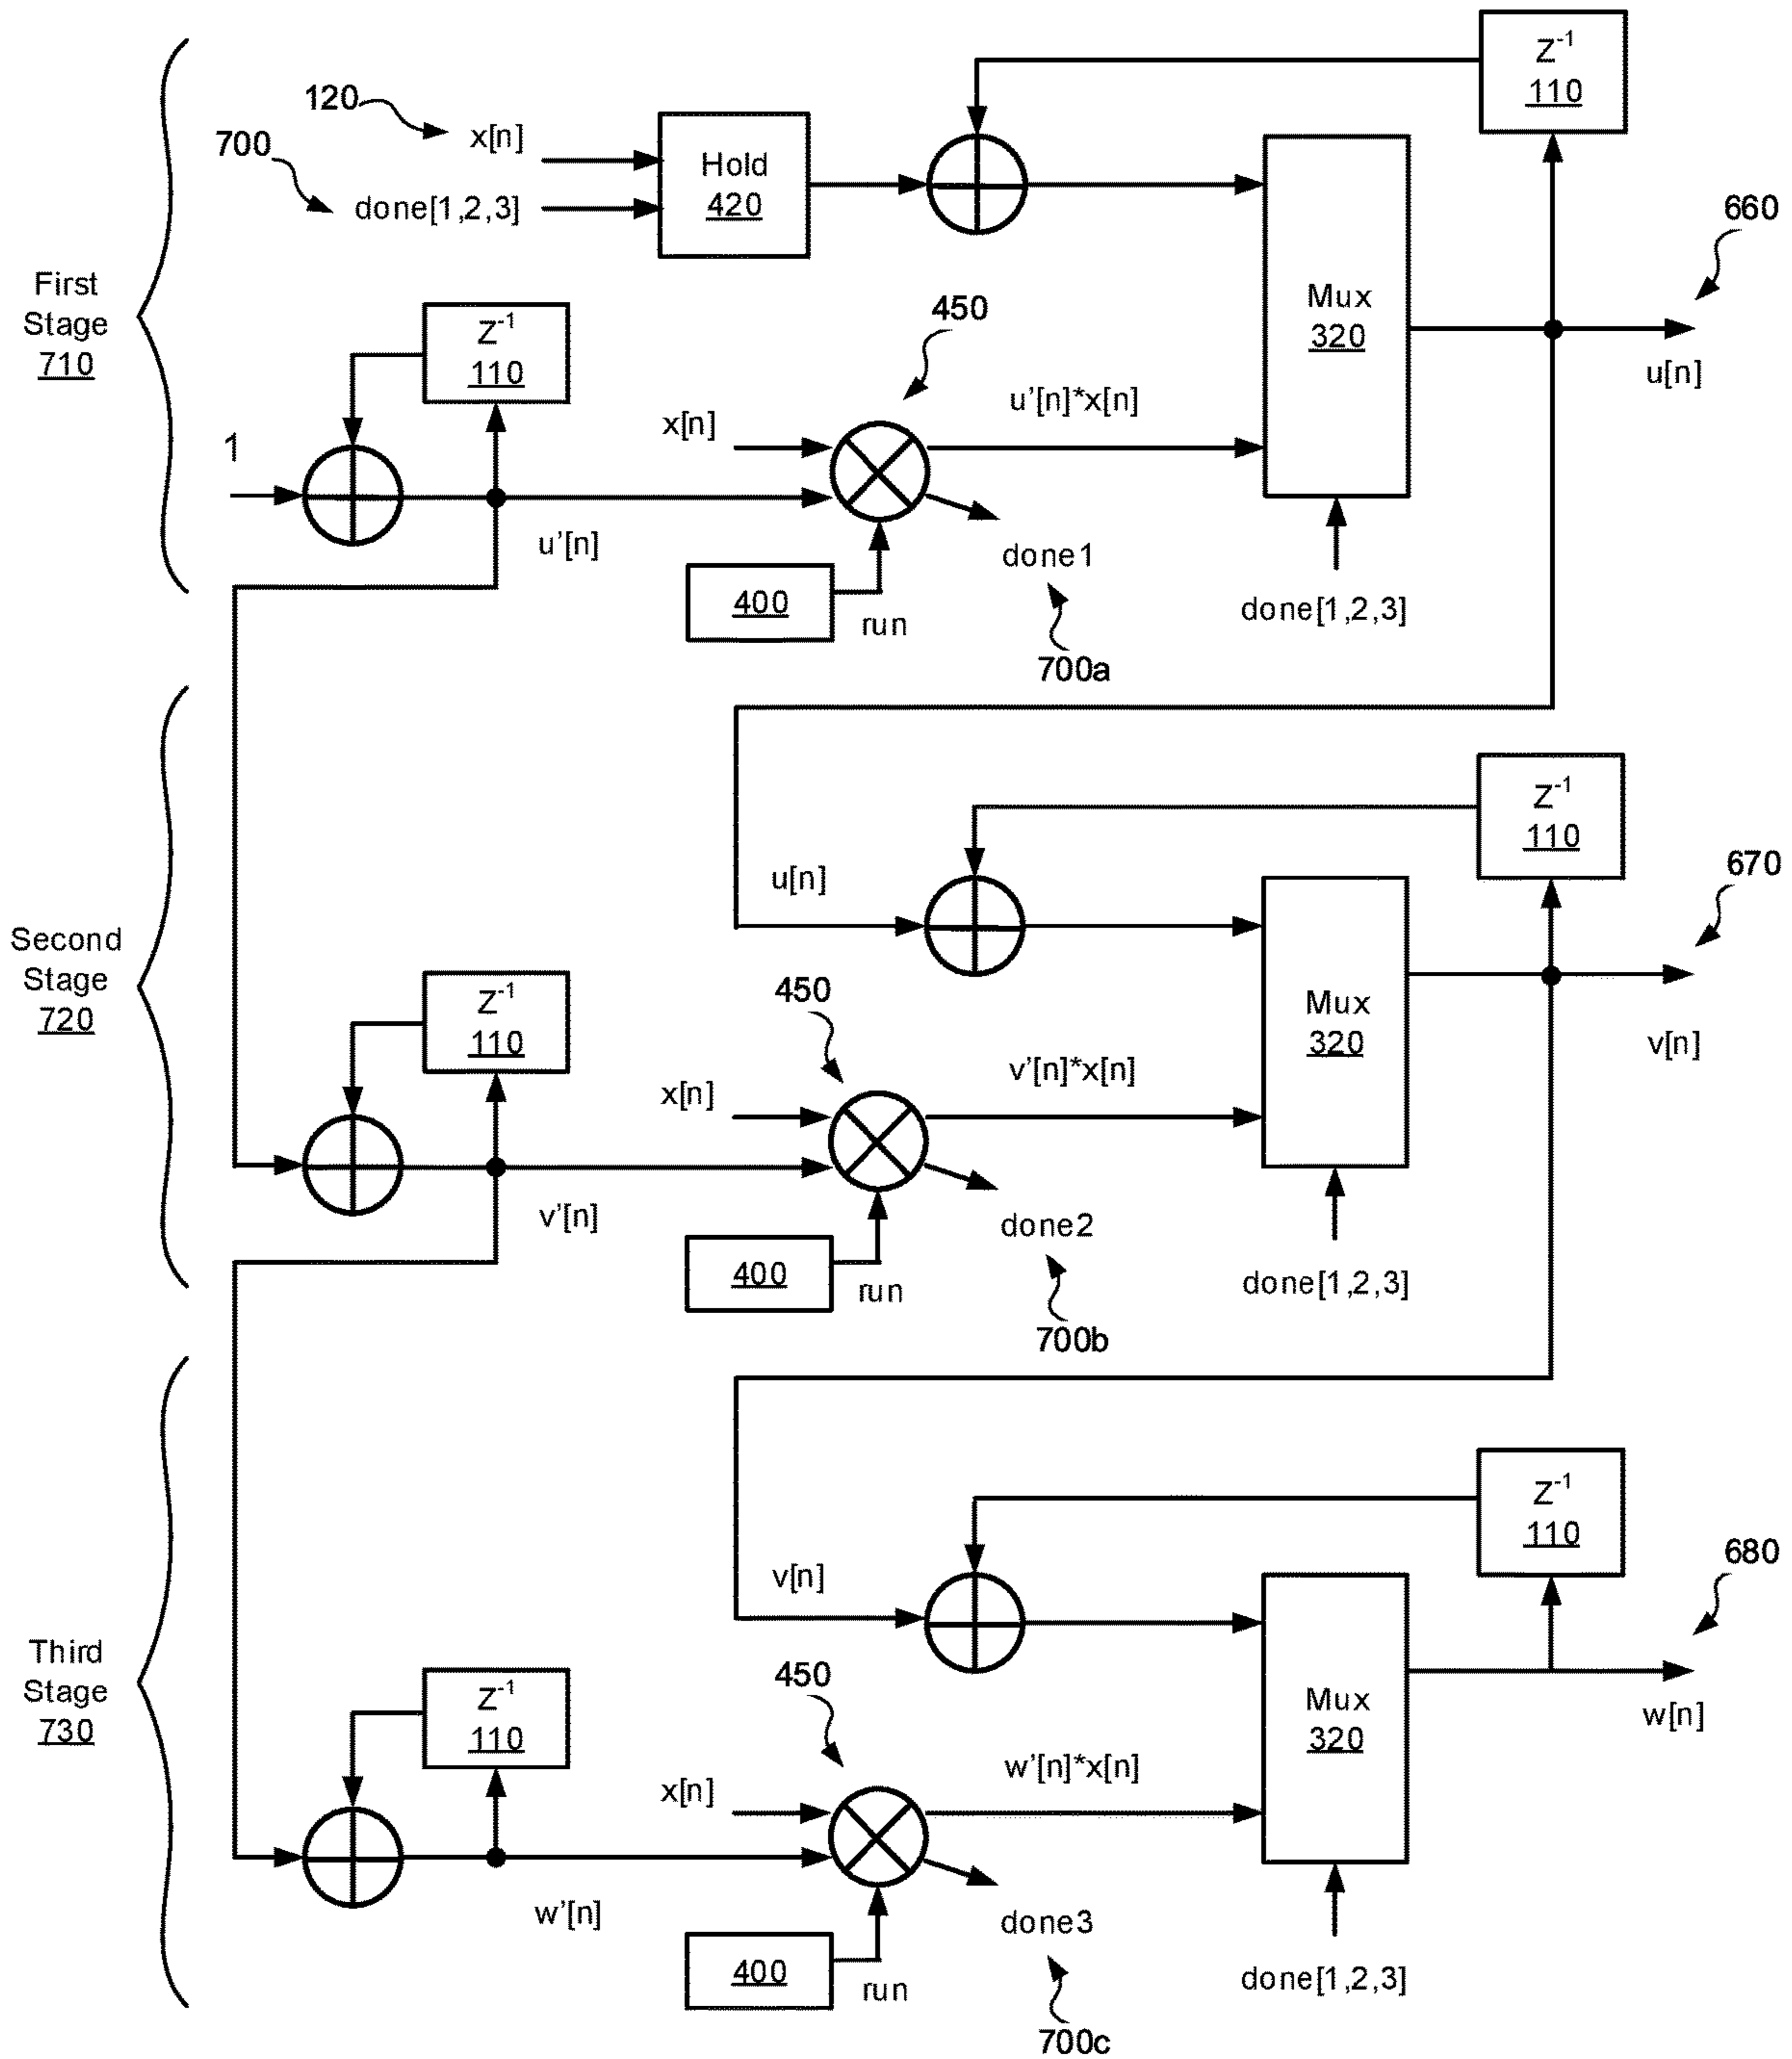 Z⁻¹
110
120
x[n]
700
done[1,2,3]
Hold
420
660
First
Stage
710
Z⁻¹
110
450
Mux
320
u[n]
x[n]
u'[n]*x[n]
1
u'[n]
done1
400
run
done[1,2,3]
700a
Z⁻¹
110
670
u[n]
Second
Stage
720
Z⁻¹
110
450
Mux
320
v[n]
x[n]
v'[n]*x[n]
v'[n]
done2
400
run
done[1,2,3]
700b
Z⁻¹
110
680
v[n]
Third
Stage
730
Z⁻¹
110
450
Mux
320
w[n]
x[n]
w'[n]*x[n]
w'[n]
done3
400
run
done[1,2,3]
700c